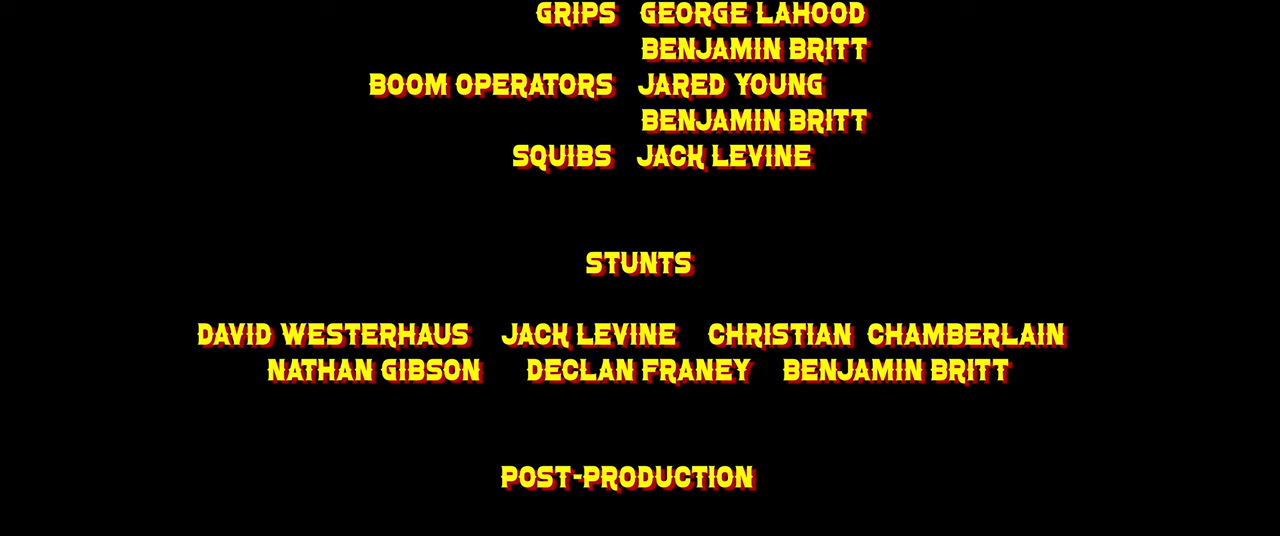 GRIPS GEORGE LAHOOD
BENJAMIN BRITT
BOOM OPERATORS JARED YOUNG
BENJAMIN BRITT
SQUIBS JACK LEVINE
STUNTS
DAVID WESTERHAUS JACK LEVINE CHRISTIAN CHAMBERLAIN
NATHAN GIBSON DECLAN FRANEY BENJAMIN BRITT
POST-PRODUCTION